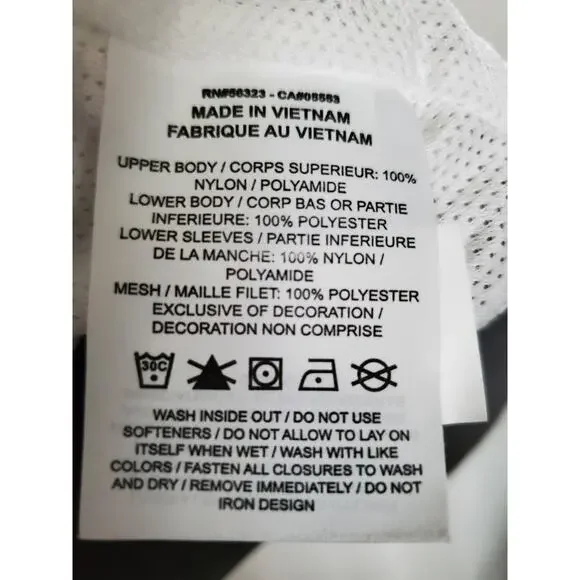 RN#56323 - CA#05553
MADE IN VIETNAM
FABRIQUE AU VIETNAM
UPPER BODY / CORPS SUPERIEUR: 100%
NYLON / POLYAMIDE
LOWER BODY / CORP BAS OR PARTIE
INFERIEURE: 100% POLYESTER
LOWER SLEEVES / PARTIE INFERIEURE
DE LA MANCHE: 100% NYLON /
POLYAMIDE
MESH / MAILLE FILET: 100% POLYESTER
EXCLUSIVE OF DECORATION /
DECORATION NON COMPRISE
30C
WASH INSIDE OUT / DO NOT USE
SOFTENERS / DO NOT ALLOW TO LAY ON
ITSELF WHEN WET / WASH WITH LIKE
COLORS / FASTEN ALL CLOSURES TO WASH
AND DRY / REMOVE IMMEDIATELY / DO NOT
IRON DESIGN